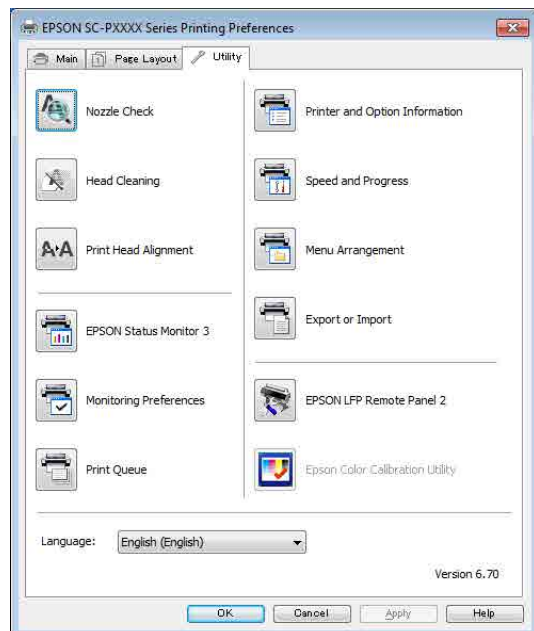 EPSON SC-PXXXX Series Printing Preferences
Main
Page Layout
Utility
Nozzle Check
Head Cleaning
A A Print Head Alignment
EPSON Status Monitor 3
Monitoring Preferences
Print Queue
Printer and Option Information
Speed and Progress
Menu Arrangement
Export or Import
EPSON LFP Remote Panel 2
Epson Color Calibration Utility
Language: English (English)
Version 6.70
OK Cancel Apply Help